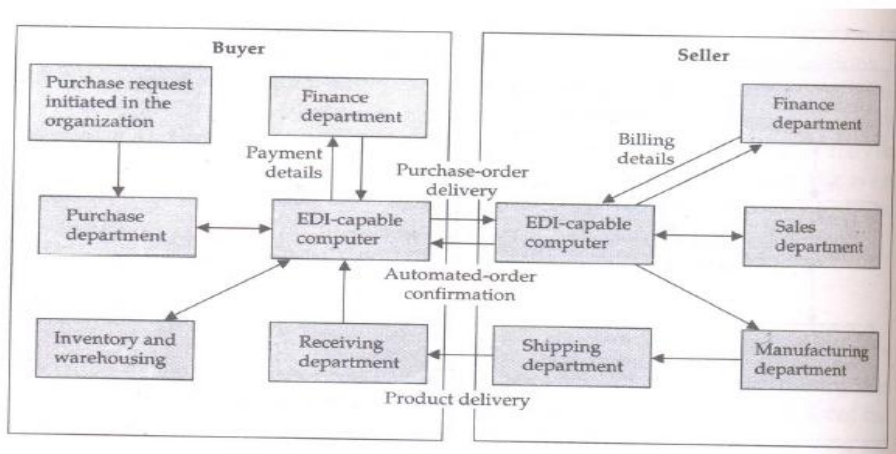 Buyer
Seller
Purchase request
initiated in the
organization
Finance
department
Finance
department
Payment
details
Billing
details
Purchase-order
delivery
Purchase
department
EDI-capable
computer
EDI-capable
computer
Sales
department
Automated-order
confirmation
Inventory and
warehousing
Receiving
department
Shipping
department
Manufacturing
department
Product delivery